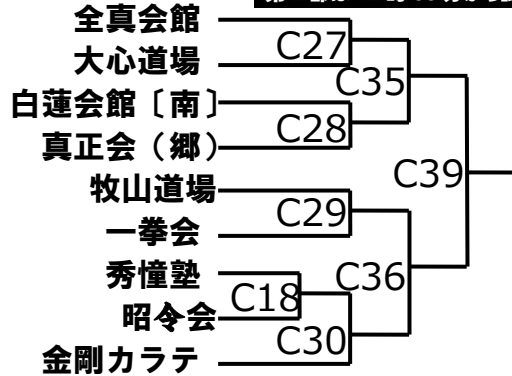 全真会館
C27
大心道場
C35
白蓮会館〔南〕
C28
真正会（郷）
C39
牧山道場
C29
一拳会
C36
秀憧塾
C18
昭令会
C30
金剛カラテ